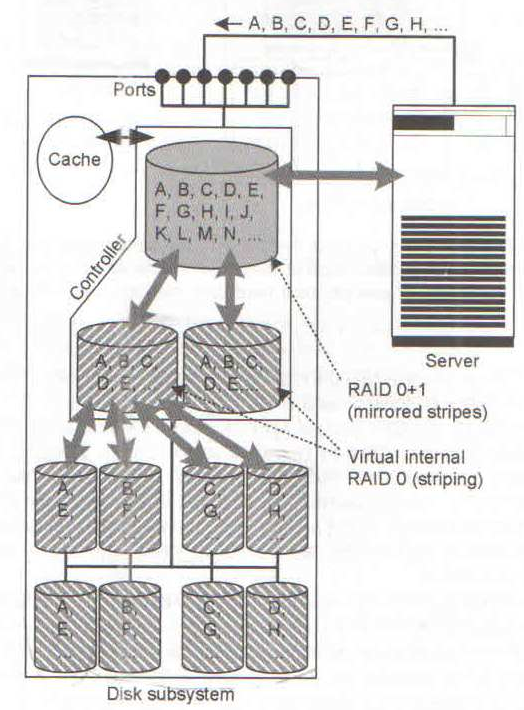 A, B, C, D, E, F, G, H, ...
Ports
Cache
A, B, C, D, E,
F, G, H, I, J,
K, L, M, N, ...
Controller
Server
A, B, C,
D, E, ...
A, B, C,
D, E, ...
RAID 0+1
(mirrored stripes)
Virtual internal
RAID 0 (striping)
A,
E,
...
B,
F,
...
C,
G,
...
D,
H,
...
A,
E,
...
B,
F,
...
C,
G,
...
D,
H,
...
Disk subsystem